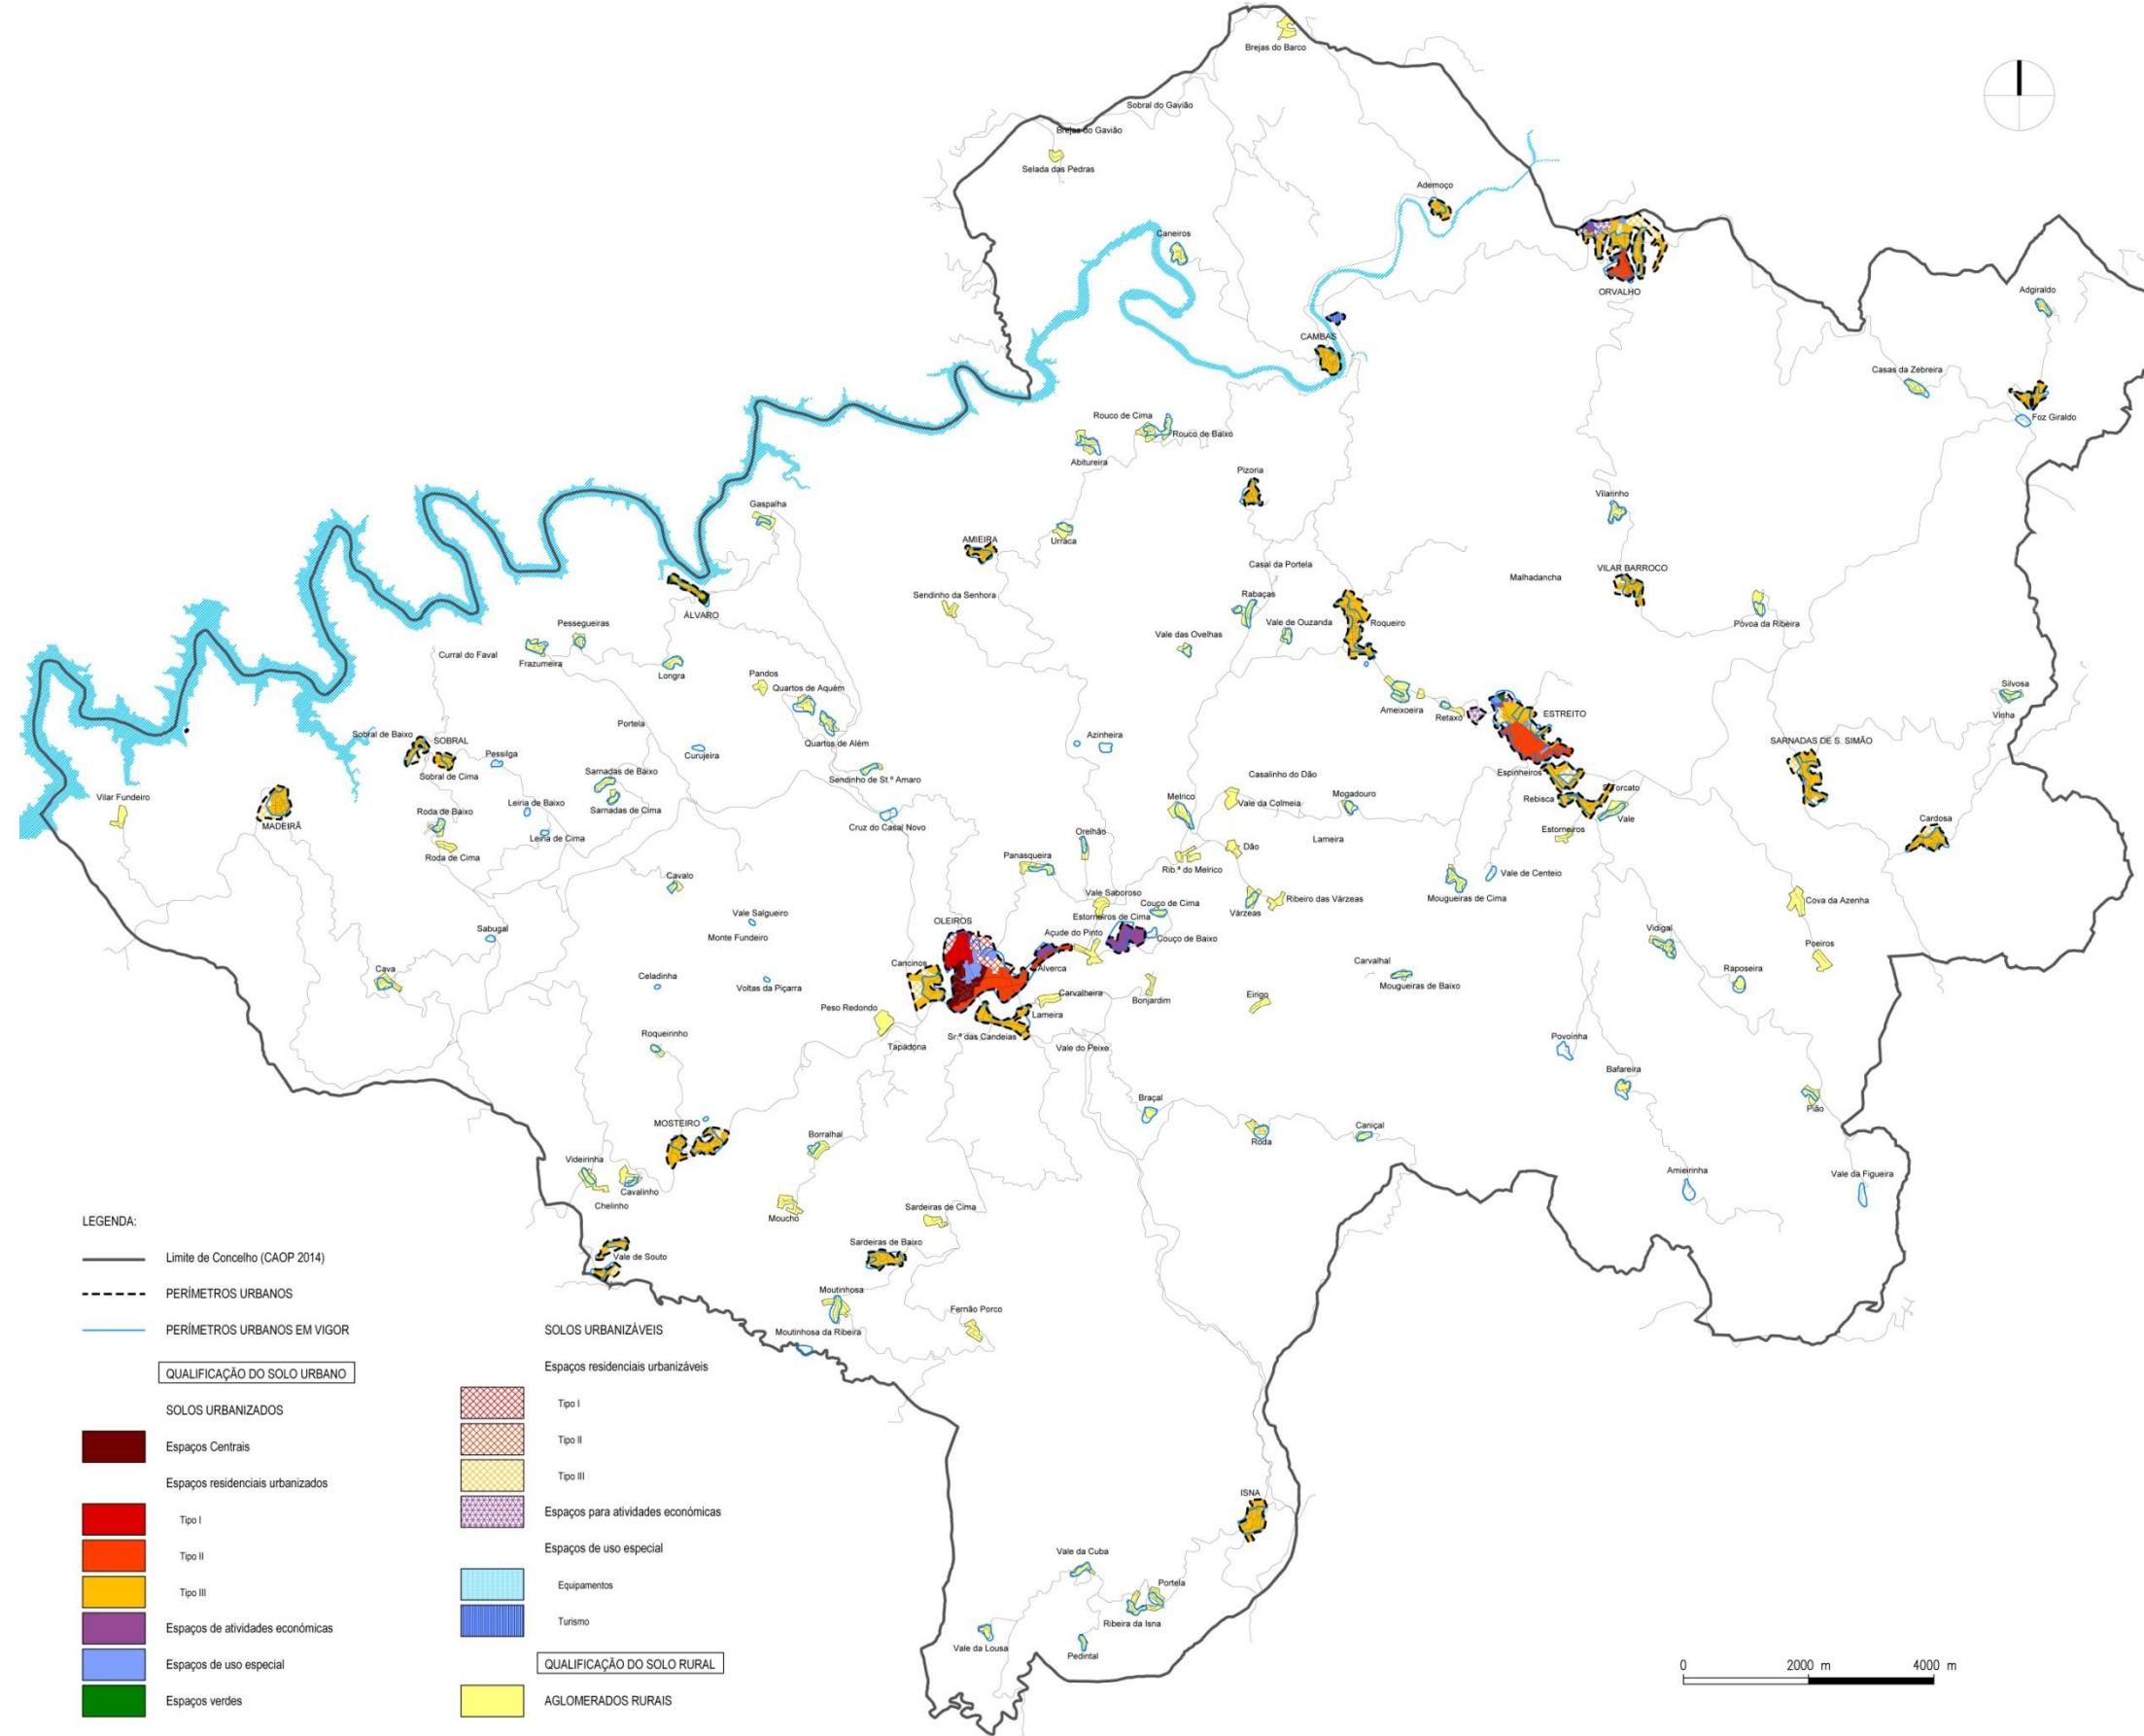 Brejas do Barco
Sobral do Gavião
Brejas do Gavião
Selada das Pedras
Ademoço
Caneiros
ORVALHO
Adgiraldo
CAMBAS
Casas da Zebreira
Foz Giraldo
Rouco de Cima
Rouco de Baixo
Abitureira
Pizoria
Vilarinho
Gaspalha
AMIEIRA
Urraca
Casal da Portela
Malhadancha
VILAR BARROCO
Sendinho da Senhora
Rabaças
ÁLVARO
Vale de Ouzanda
Roqueiro
Póvoa da Ribeira
Pessegueiras
Vale das Ovelhas
Curral do Faval
Frazumeira
Longra
Pandos
Quartos de Aquém
Silvosa
Ameixoeira
Retaxo
ESTREITO
Vinha
Portela
Sobral de Baixo
SOBRAL
Azinheira
Quartos de Além
SARNADAS DE S. SIMÃO
Pessilga
Curujeira
Sobral de Cima
Sarnadas de Baixo
Sendinho de St.º Amaro
Casalinho do Dão
Espinheiros
Vilar Fundeiro
Leiria de Baixo
Sarnadas de Cima
Melrico
Vale da Colmeia
Mogadouro
Rebisca
Torcato
Roda de Baixo
MADEIRÃ
Cruz do Casal Novo
Vale
Cardosa
Estorneiros
Leiria de Cima
Orelhão
Lameira
Dão
Roda de Cima
Panasqueira
Rib.ª do Melrico
Cavalo
Vale de Centeio
Vale Saboroso
Mougueiras de Cima
Couço de Cima
Ribeiro das Várzeas
Cova da Azenha
Vale Salgueiro
OLEIROS
Estorneiros de Cima
Várzeas
Sabugal
Monte Fundeiro
Açude do Pinto
Couço de Baixo
Vidigal
Poeiros
Cava
Cancinos
Alverca
Carvalhal
Raposeira
Celadinha
Voltas da Piçarra
Mougueiras de Baixo
Carvalheira
Bonjardim
Eirigo
Peso Redondo
Lameira
Roqueirinho
Tapadona
Sr.ª das Candeias
Vale do Peixe
Povoínha
Bafareira
Braçal
Pião
MOSTEIRO
Borralhal
Roda
Caniçal
Videirinha
Amieirinha
Vale da Figueira
Cavalinho
Chelinho
Moucho
Sardeiras de Cima
Sardeiras de Baixo
Vale de Souto
Moutinhosa
Fernão Porco
Moutinhosa da Ribeira
ISNA
Vale da Cuba
Portela
Ribeira da Isna
Vale da Lousa
Pedintal
LEGENDA:
Limite de Concelho (CAOP 2014)
PERÍMETROS URBANOS
PERÍMETROS URBANOS EM VIGOR
QUALIFICAÇÃO DO SOLO URBANO
SOLOS URBANIZADOS
Espaços Centrais
Espaços residenciais urbanizados
Tipo I
Tipo II
Tipo III
Espaços de atividades económicas
Espaços de uso especial
Espaços verdes
SOLOS URBANIZÁVEIS
Espaços residenciais urbanizáveis
Tipo I
Tipo II
Tipo III
Espaços para atividades económicas
Espaços de uso especial
Equipamentos
Turismo
QUALIFICAÇÃO DO SOLO RURAL
AGLOMERADOS RURAIS
0 2000 m 4000 m